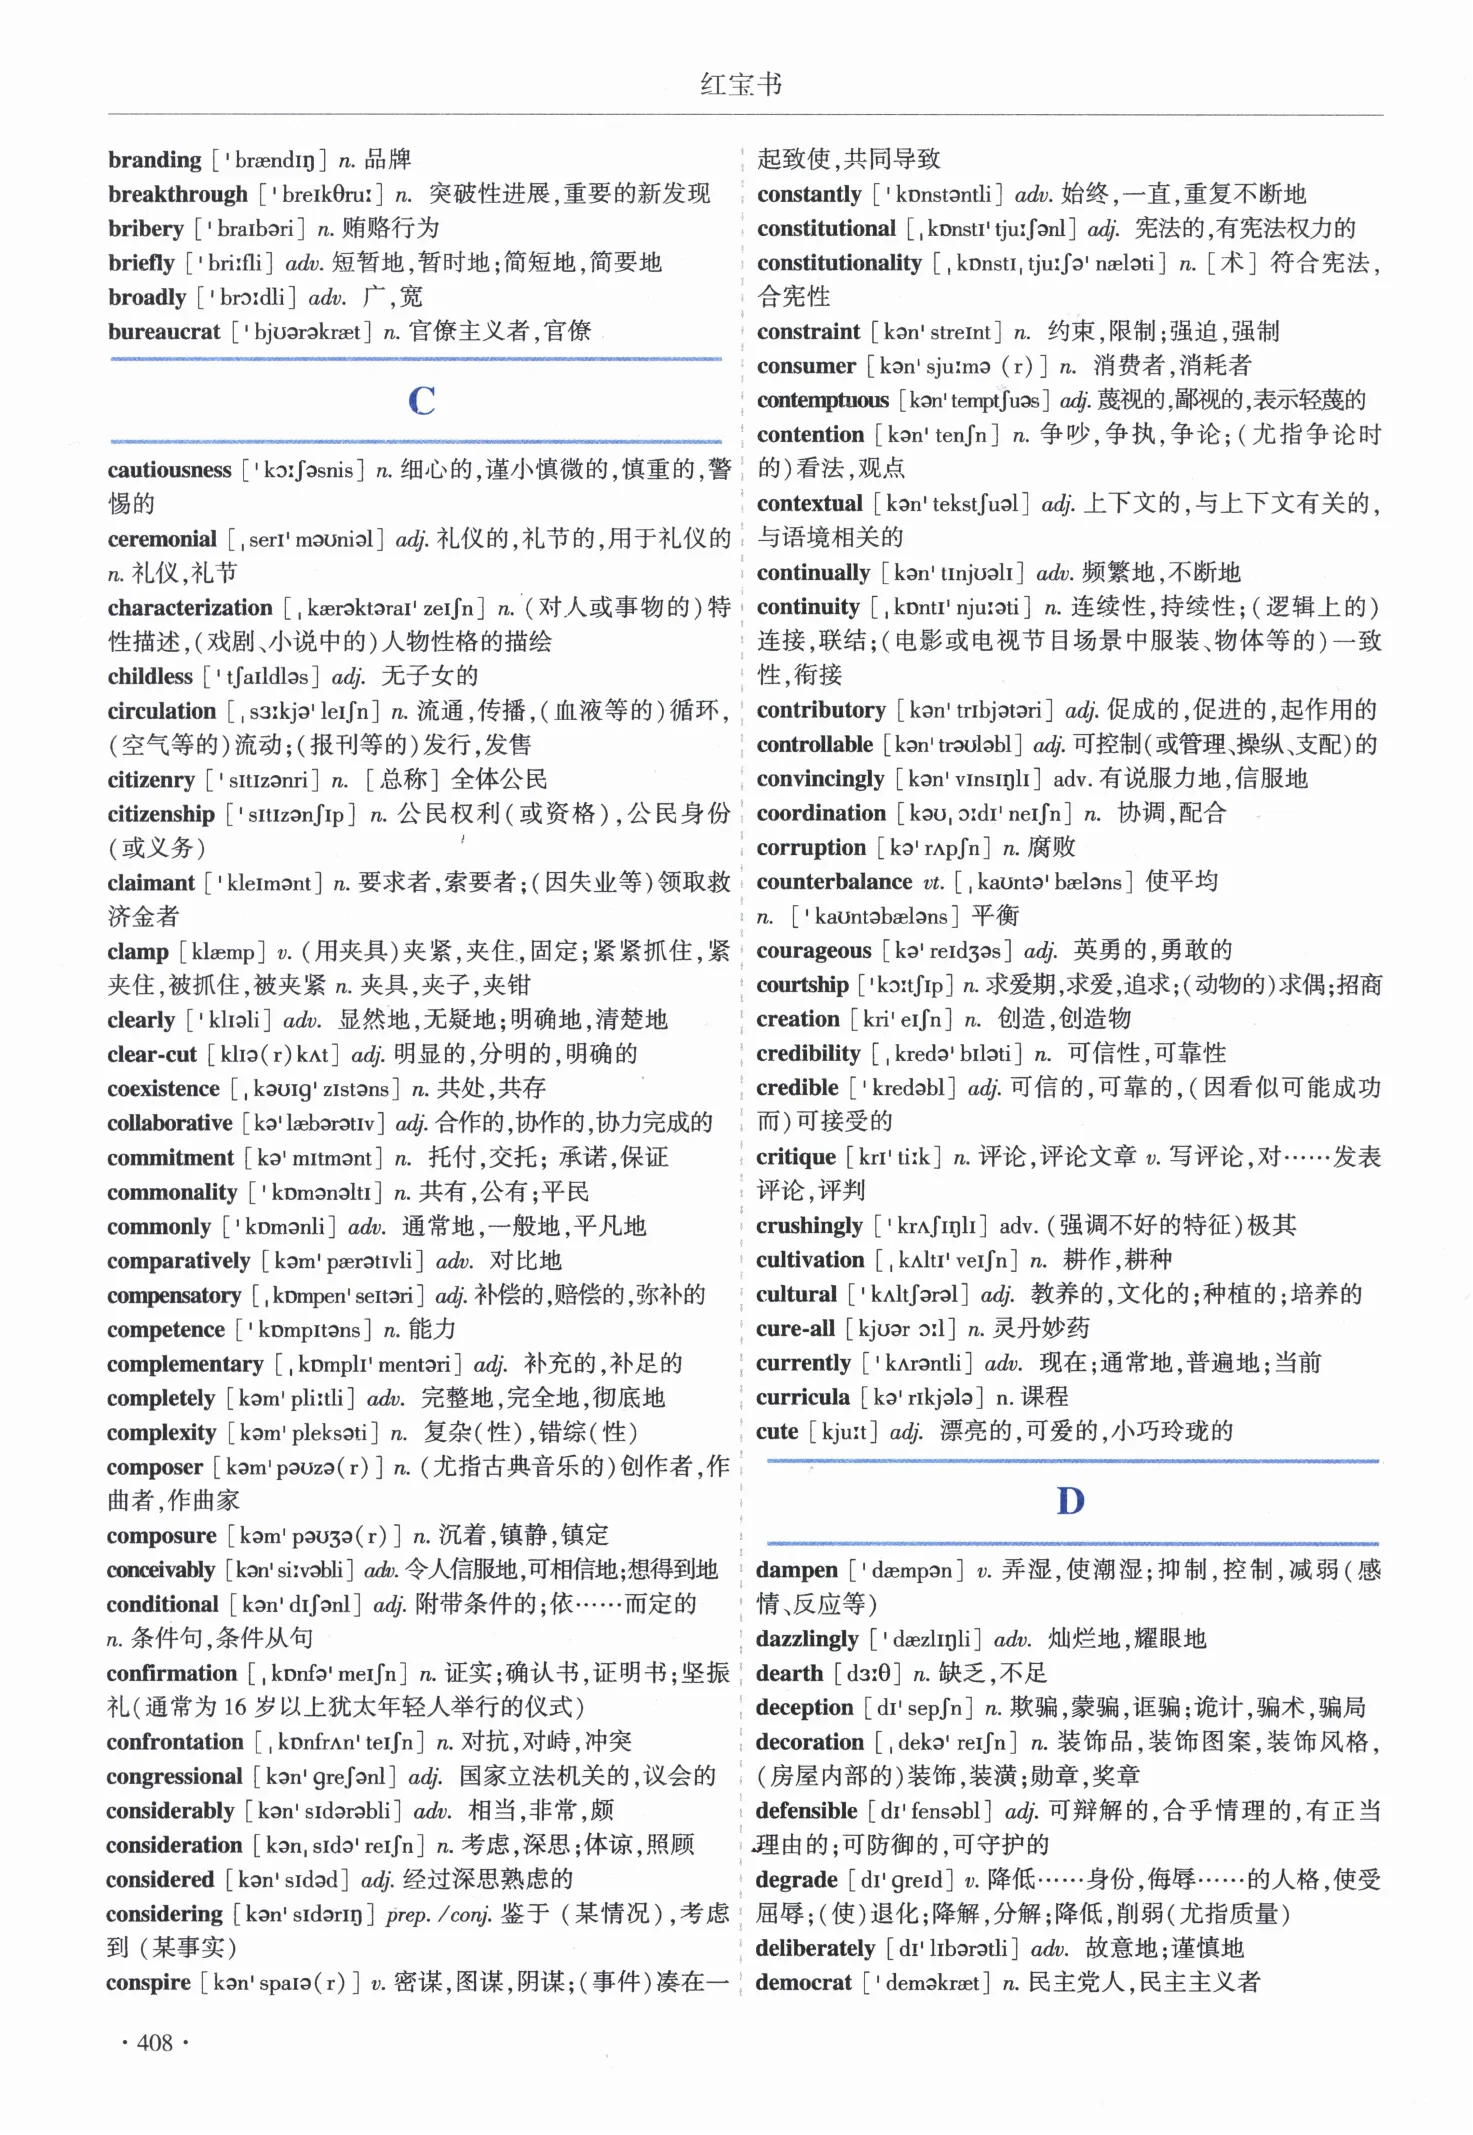 红宝书
branding [ˈbrændɪŋ] n. 品牌
breakthrough [ˈbreɪkθruː] n. 突破性进展,重要的新发现
bribery [ˈbraɪbəri] n. 贿赂行为
briefly [ˈbriːfli] adv. 短暂地,暂时地;简短地,简要地
broadly [ˈbrɔːdli] adv. 广,宽
bureaucrat [ˈbjʊərəkræt] n. 官僚主义者,官僚
C
cautiousness [ˈkɔːʃəsnis] n. 细心的,谨小慎微的,慎重的,警
惕的
ceremonial [ˌserɪˈməʊniəl] adj. 礼仪的,礼节的,用于礼仪的
n. 礼仪,礼节
characterization [ˌkærəktəraɪˈzeɪʃn] n. (对人或事物的)特
性描述,(戏剧、小说中的)人物性格的描绘
childless [ˈtʃaɪldləs] adj. 无子女的
circulation [ˌsɜːkjəˈleɪʃn] n. 流通,传播,(血液等的)循环,
(空气等的)流动;(报刊等的)发行,发售
citizenry [ˈsɪtɪzənri] n. [总称] 全体公民
citizenship [ˈsɪtɪzənʃɪp] n. 公民权利(或资格),公民身份
(或义务)
claimant [ˈkleɪmənt] n. 要求者,索要者;(因失业等)领取救
济金者
clamp [klæmp] v. (用夹具)夹紧,夹住,固定;紧紧抓住,紧
夹住,被抓住,被夹紧 n. 夹具,夹子,夹钳
clearly [ˈklɪəli] adv. 显然地,无疑地;明确地,清楚地
clear-cut [klɪə(r)kʌt] adj. 明显的,分明的,明确的
coexistence [ˌkəʊɪgˈzɪstəns] n. 共处,共存
collaborative [kəˈlæbərətɪv] adj. 合作的,协作的,协力完成的
commitment [kəˈmɪtmənt] n. 托付,交托; 承诺,保证
commonality [ˈkɒmənəltɪ] n. 共有,公有;平民
commonly [ˈkɒmənli] adv. 通常地,一般地,平凡地
comparatively [kəmˈpærətɪvli] adv. 对比地
compensatory [ˌkɒmpenˈseɪtəri] adj. 补偿的,赔偿的,弥补的
competence [ˈkɒmpɪtəns] n. 能力
complementary [ˌkɒmplɪˈmentəri] adj. 补充的,补足的
completely [kəmˈpliːtli] adv. 完整地,完全地,彻底地
complexity [kəmˈpleksəti] n. 复杂(性),错综(性)
composer [kəmˈpəʊzə(r)] n. (尤指古典音乐的)创作者,作
曲者,作曲家
composure [kəmˈpəʊʒə(r)] n. 沉着,镇静,镇定
conceivably [kənˈsiːvəbli] adv. 令人信服地,可相信地;想得到地
conditional [kənˈdɪʃənl] adj. 附带条件的;依……而定的
n. 条件句,条件从句
confirmation [ˌkɒnfəˈmeɪʃn] n. 证实;确认书,证明书;坚振
礼(通常为 16 岁以上犹太年轻人举行的仪式)
confrontation [ˌkɒnfrʌnˈteɪʃn] n. 对抗,对峙,冲突
congressional [kənˈgreʃənl] adj. 国家立法机关的,议会的
considerably [kənˈsɪdərəbli] adv. 相当,非常,颇
consideration [kənˌsɪdəˈreɪʃn] n. 考虑,深思;体谅,照顾
considered [kənˈsɪdəd] adj. 经过深思熟虑的
considering [kənˈsɪdərɪŋ] prep. /conj. 鉴于 (某情况),考虑
到 (某事实)
conspire [kənˈspaɪə(r)] v. 密谋,图谋,阴谋;(事件)凑在一
起致使,共同导致
constantly [ˈkɒnstəntli] adv. 始终,一直,重复不断地
constitutional [ˌkɒnstɪˈtjuːʃənl] adj. 宪法的,有宪法权力的
constitutionality [ˌkɒnstɪˌtjuːʃəˈnæləti] n. [术] 符合宪法,
合宪性
constraint [kənˈstreɪnt] n. 约束,限制;强迫,强制
consumer [kənˈsjuːmə (r)] n. 消费者,消耗者
contemptuous [kənˈtemptʃuəs] adj. 蔑视的,鄙视的,表示轻蔑的
contention [kənˈtenʃn] n. 争吵,争执,争论;(尤指争论时
的)看法,观点
contextual [kənˈtekstʃuəl] adj. 上下文的,与上下文有关的,
与语境相关的
continually [kənˈtɪnjʊəlɪ] adv. 频繁地,不断地
continuity [ˌkɒntɪˈnjuːəti] n. 连续性,持续性;(逻辑上的)
连接,联结;(电影或电视节目场景中服装、物体等的)一致
性,衔接
contributory [kənˈtrɪbjətəri] adj. 促成的,促进的,起作用的
controllable [kənˈtrəʊləbl] adj. 可控制(或管理、操纵、支配)的
convincingly [kənˈvɪnsɪŋlɪ] adv. 有说服力地,信服地
coordination [kəʊˌɔːdɪˈneɪʃn] n. 协调,配合
corruption [kəˈrʌpʃn] n. 腐败
counterbalance vt. [ˌkaʊntəˈbæləns] 使平均
n. [ˈkaʊntəbæləns] 平衡
courageous [kəˈreɪdʒəs] adj. 英勇的,勇敢的
courtship [ˈkɔːtʃɪp] n. 求爱期,求爱,追求;(动物的)求偶;招商
creation [kriˈeɪʃn] n. 创造,创造物
credibility [ˌkredəˈbɪləti] n. 可信性,可靠性
credible [ˈkredəbl] adj. 可信的,可靠的,(因看似可能成功
而)可接受的
critique [krɪˈtiːk] n. 评论,评论文章 v. 写评论,对……发表
评论,评判
crushingly [ˈkrʌʃɪŋlɪ] adv. (强调不好的特征)极其
cultivation [ˌkʌltɪˈveɪʃn] n. 耕作,耕种
cultural [ˈkʌltʃərəl] adj. 教养的,文化的;种植的;培养的
cure-all [kjʊər ɔːl] n. 灵丹妙药
currently [ˈkʌrəntli] adv. 现在;通常地,普遍地;当前
curricula [kəˈrɪkjələ] n. 课程
cute [kjuːt] adj. 漂亮的,可爱的,小巧玲珑的
D
dampen [ˈdæmpən] v. 弄湿,使潮湿;抑制,控制,减弱(感
情、反应等)
dazzlingly [ˈdæzlɪŋli] adv. 灿烂地,耀眼地
dearth [dɜːθ] n. 缺乏,不足
deception [dɪˈsepʃn] n. 欺骗,蒙骗,诓骗;诡计,骗术,骗局
decoration [ˌdekəˈreɪʃn] n. 装饰品,装饰图案,装饰风格,
(房屋内部的)装饰,装潢;勋章,奖章
defensible [dɪˈfensəbl] adj. 可辩解的,合乎情理的,有正当
理由的;可防御的,可守护的
degrade [dɪˈgreɪd] v. 降低……身份,侮辱……的人格,使受
屈辱;(使)退化;降解,分解;降低,削弱(尤指质量)
deliberately [dɪˈlɪbərətli] adv. 故意地;谨慎地
democrat [ˈdeməkræt] n. 民主党人,民主主义者
·408·